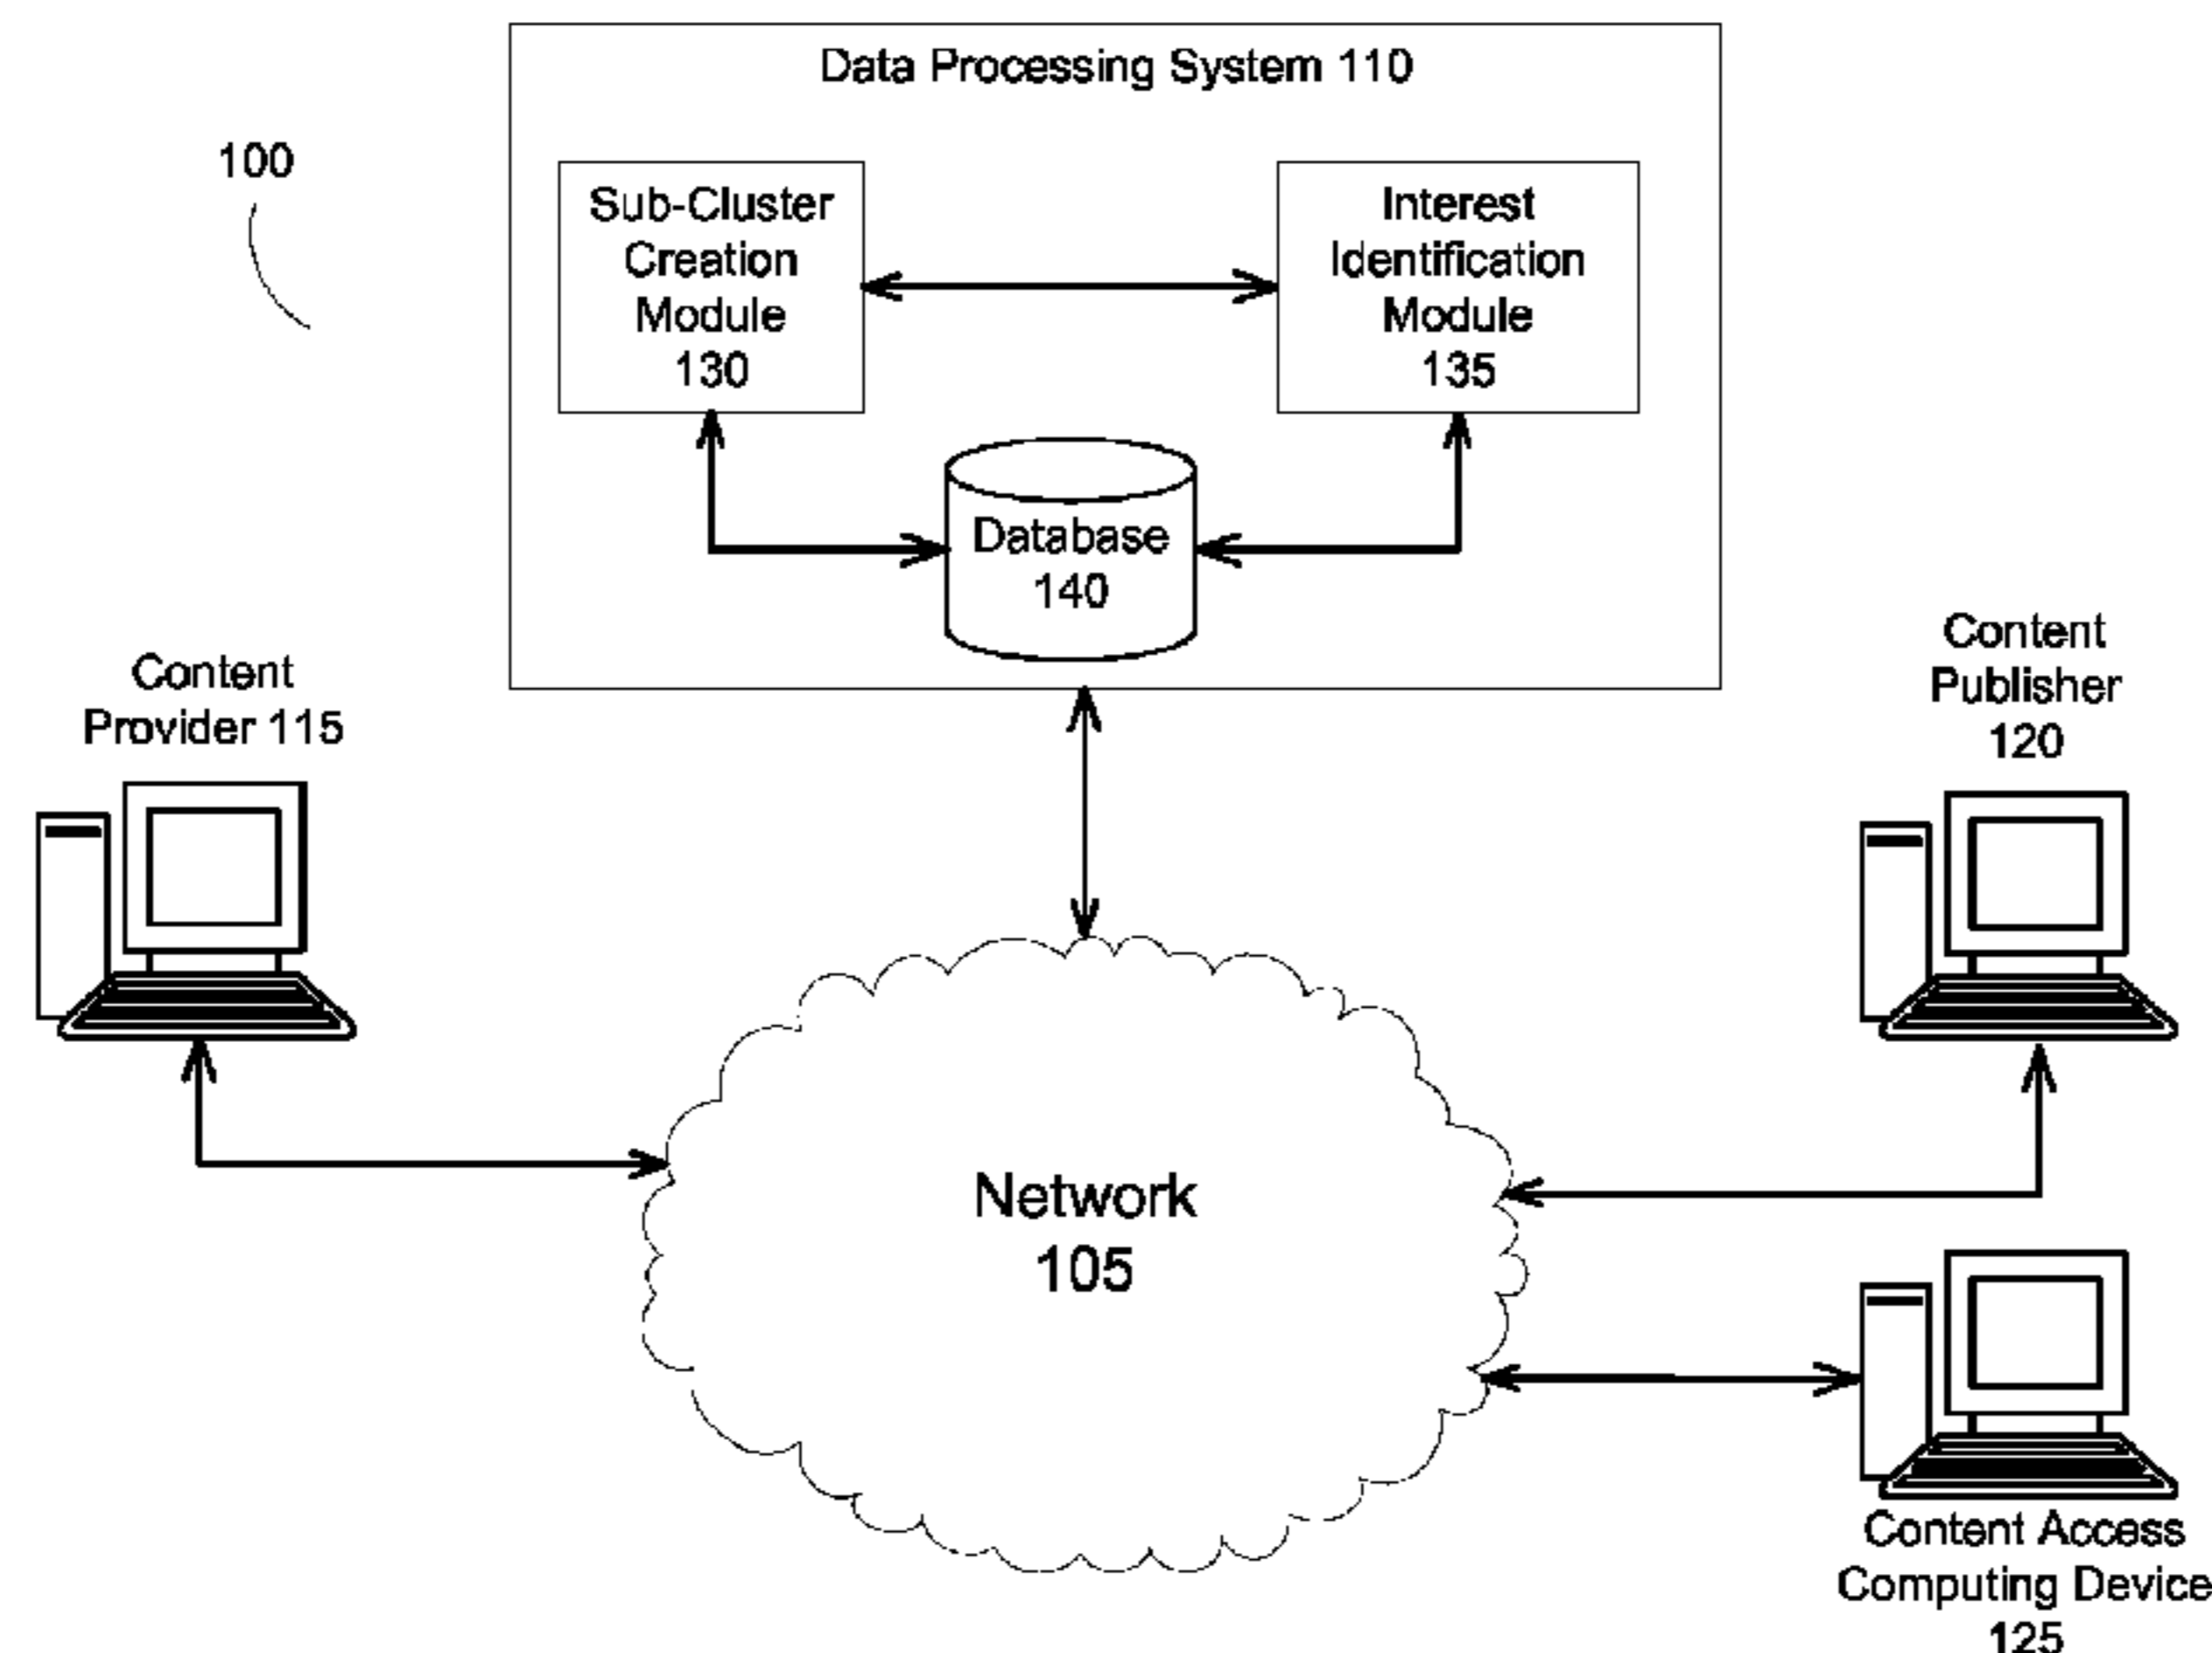 Data Processing System 110
100
Sub-Cluster
Creation
Module
130
Interest
Identification
Module
135
Database
140
Content
Provider 115
Content
Publisher
120
Network
105
Content Access
Computing Device
125